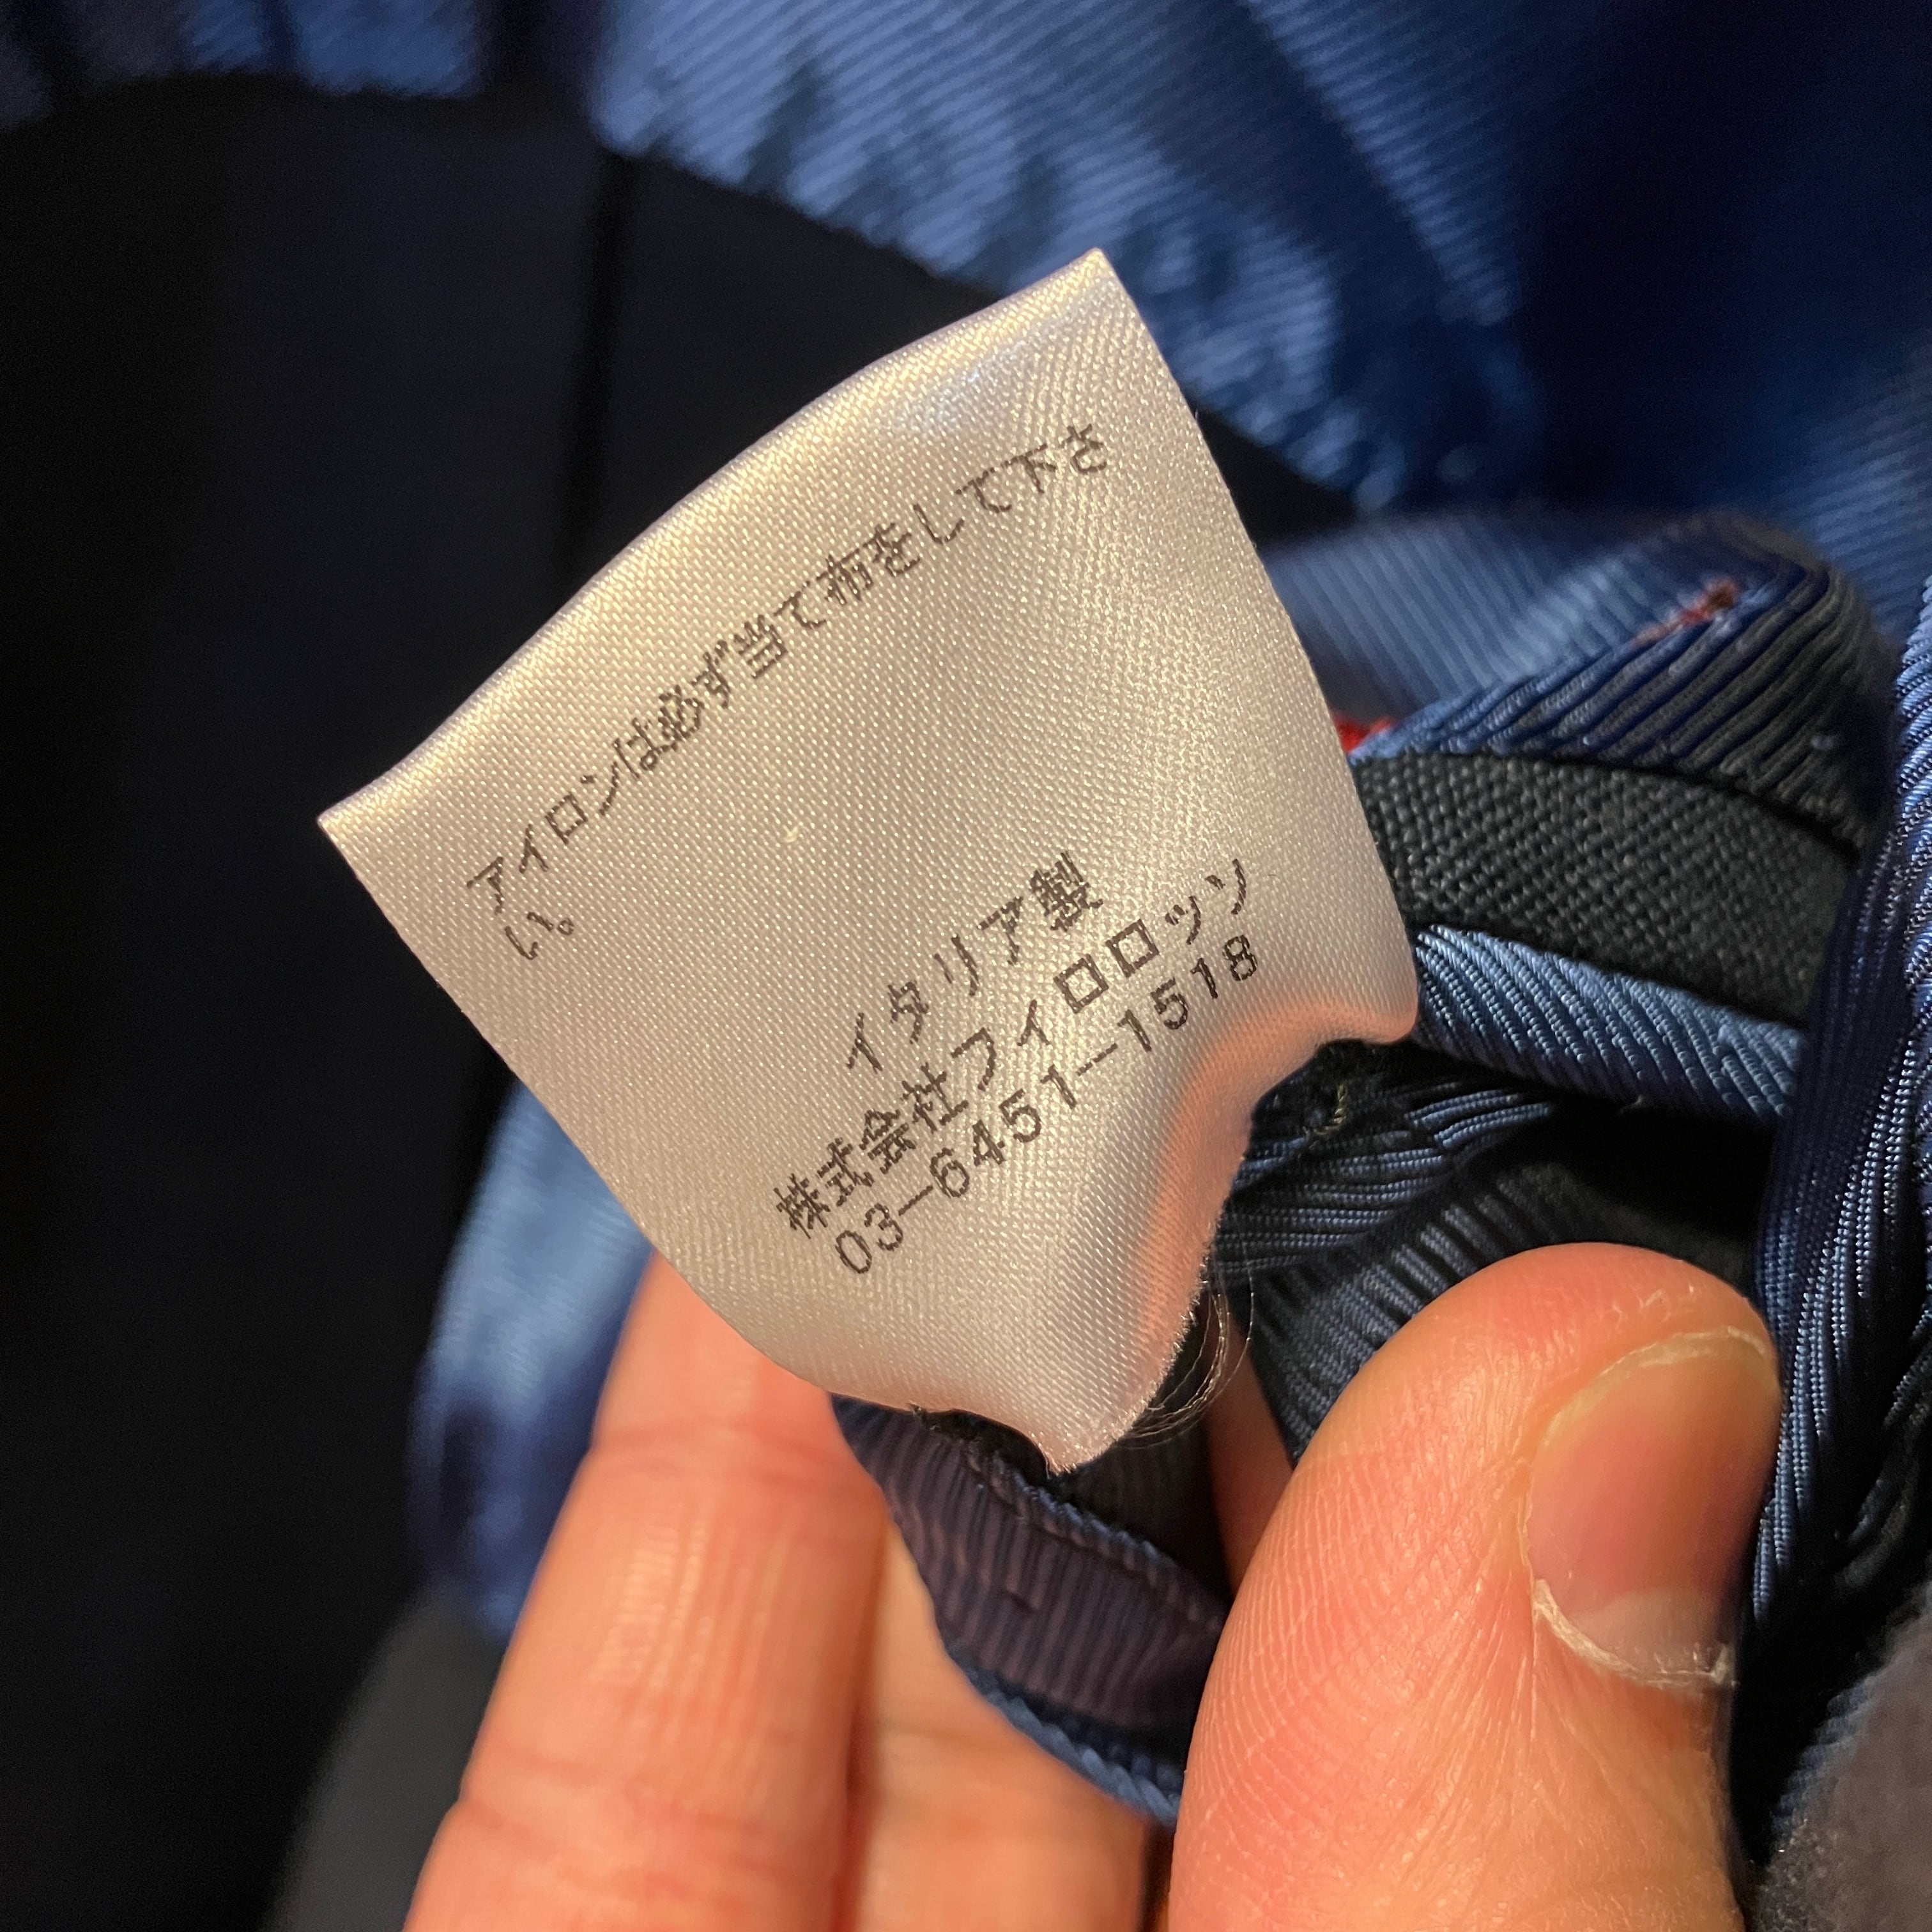 アイロンは必ず当て布をして下さ
い。
イタリア製
株式会社フィロロッソ
03-6451-1518